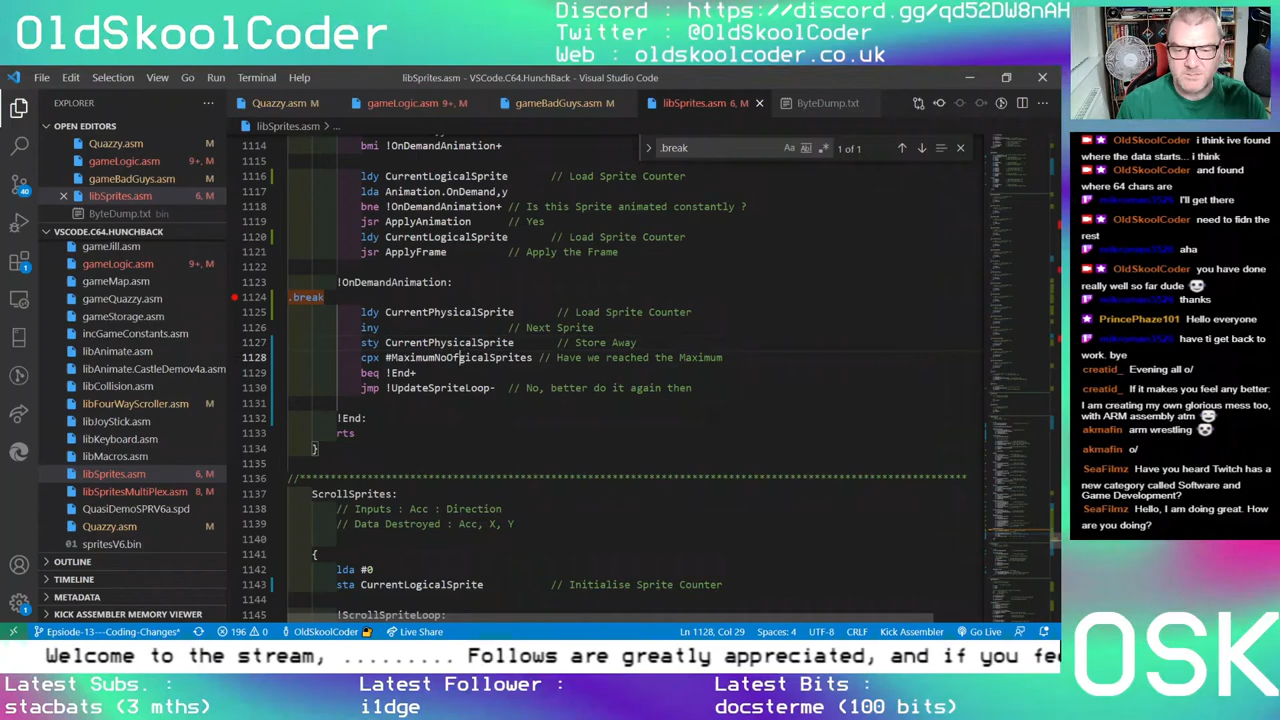 OldSkoolCoder
Discord : https://discord.gg/qd52DW8nAH
Twitter : @OldSkoolCoder
Web : oldskoolcoder.co.uk
File Edit Selection View Go Run Terminal Help
libSprites.asm - VSCode.C64.HunchBack - Visual Studio Code
EXPLORER
Quazzy.asm M
gameLogic.asm 9+, M
gameBadGuys.asm M
libSprites.asm 6, M
ByteDump.txt
libSprites.asm > ...
.break
1 of 1
OPEN EDITORS
Quazzy.asm M
gameLogic.asm 9+, M
gameBadGuys.asm M
libSprites.asm 6, M
ByteDump.txt bin
VSCODE.C64.HUNCHBACK
gameJill.asm M
gameLogic.asm 9+, M
gameMain.asm M
gameQuazzy.asm M
gameStorage.asm M
incGameConstants.asm M
libAnimate.asm M
libAnimateCastleDemov4a....
libCollision.asm M
libFourWayScroller.asm M
libJoyStick.asm M
libKeyboard.asm M
libMacros.asm M
libSprites.asm 6, M
libSpritesMultiPlex.asm 8, M
QuasiDemoSPRV6a.spd
Quazzy.asm M
spritesV6.bin
OUTLINE
TIMELINE
METADATA
KICK ASSEMBLER MEMORY VIEWER
1114 bmi !OnDemandAnimation+
1115
1116 ldy CurrentLogicalSprite // Load Sprite Counter
1117 lda Animation.OnDemand,y
1118 bne !OnDemandAnimation+ // Is this Sprite animated constantly ?
1119 jsr ApplyAnimation // Yes
1120 ldy CurrentLogicalSprite // Load Sprite Counter
1121 jsr ApplyFrame // Apply the Frame
1122
1123 !OnDemandAnimation:
1124 .break
1125 ldy CurrentPhysicalSprite // Load Sprite Counter
1126 iny // Next Sprite
1127 sty CurrentPhysicalSprite // Store Away
1128 cpx #MaximumNoOfPhysicalSprites // Have we reached the Maximum
1129 beq !End+
1130 jmp !UpdateSpriteLoop- // No, better do it again then
1131
1132 !End:
1133 rts
1134 }
1135
1136 //*****************************************************************************
1137 ScrollSprites:
1138 // Inputs : Acc : Direction
1139 // Data Destroyed : Ac, X, Y
1140
1141 {
1142 lda #0
1143 sta CurrentLogicalSprite //Initialise Sprite Counter
1144
1145 !ScrollSpriteLoop:
Epsiode-13---Coding-Changes* 196 0 OldSkoolCoder Live Share
Ln 1128, Col 29 Spaces: 4 UTF-8 CRLF Kick Assembler Go Live
OldSkoolCoder i think ive found
where the data starts... i think
OldSkoolCoder and found
where 64 chars are
I'll get there
OldSkoolCoder need to fidn the
rest
aha
OldSkoolCoder you have done
really well so far dude
thanks
PrincePhaze101 Hello everyone
have ti get back to
work. bye
creatid_ Evening all o/
creatid_ If it makes you feel any better:
I am creating my own glorious mess too,
with ARM assembly atm
akmafin arm wrestling
akmafin o/
SeaFilmz Have you heard Twitch has a
new category called Software and
Game Development?
SeaFilmz Hello, I am doing great. How
are you doing?
OSK
Welcome to the stream, ......... Follows are greatly appreciated, and if you fee
Latest Subs. :
stacbats (3 mths)
Latest Follower :
i1dge
Latest Bits :
docsterme (100 bits)